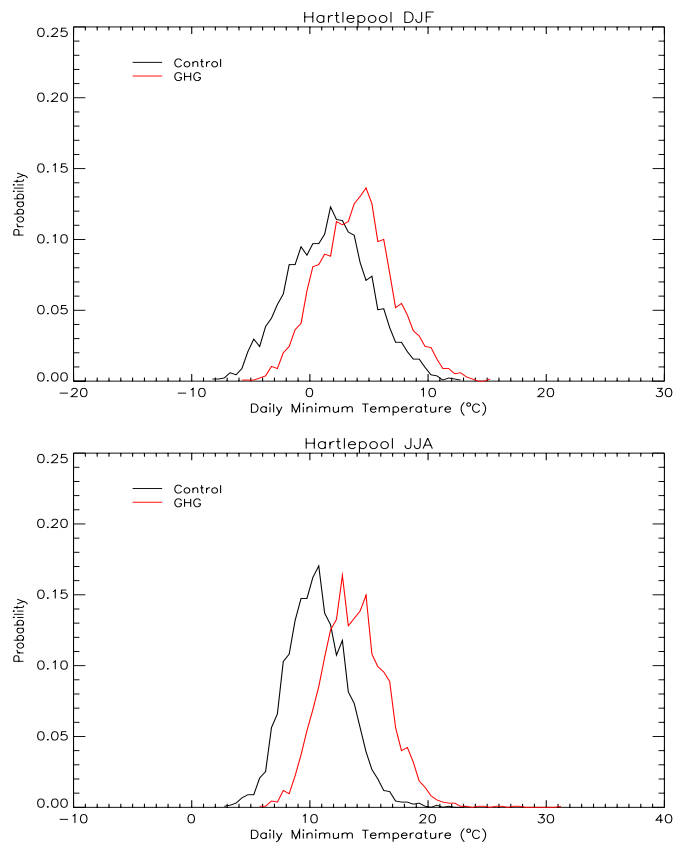 Hartlepool DJF
0.25
Control
GHG
0.20
0.15
Probability
0.10
0.05
0.00
-20 -10 0 10 20 30
Daily Minimum Temperature (°C)
Hartlepool JJA
0.25
Control
GHG
0.20
0.15
Probability
0.10
0.05
0.00
-10 0 10 20 30 40
Daily Minimum Temperature (°C)